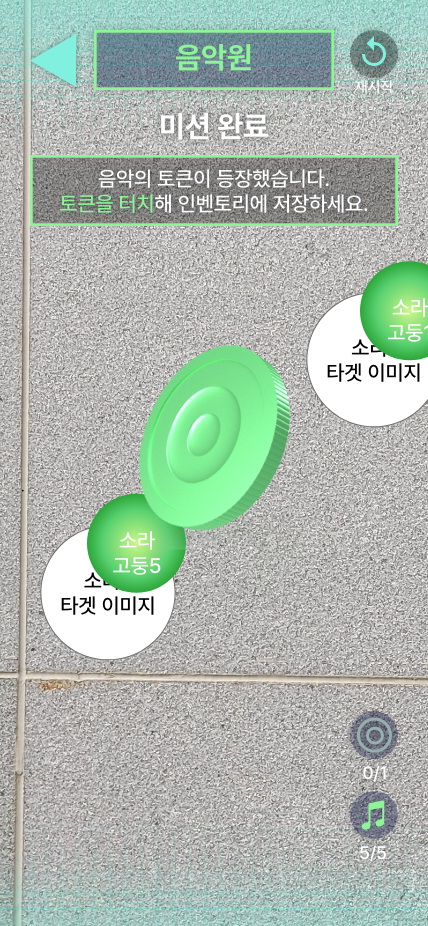 음악원
재시작
미션 완료
음악의 토큰이 등장했습니다.
토큰을 터치해 인벤토리에 저장하세요.
소라
고둥1
타겟 이미지
소라
고둥5
타겟 이미지
0/1
5/5